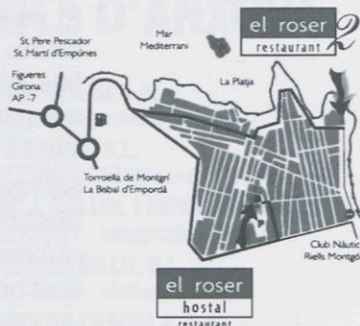 el roser 2
restaurant
St. Pere Pescador
St. Martí d'Empúries
Mar
Mediterrani
Figueres
Girona
AP -7
La Platja
Torroella de Montgrí
La Bisbal d'Empordà
Club Nàutic
Riells Montgó
el roser
hostal
restaurant